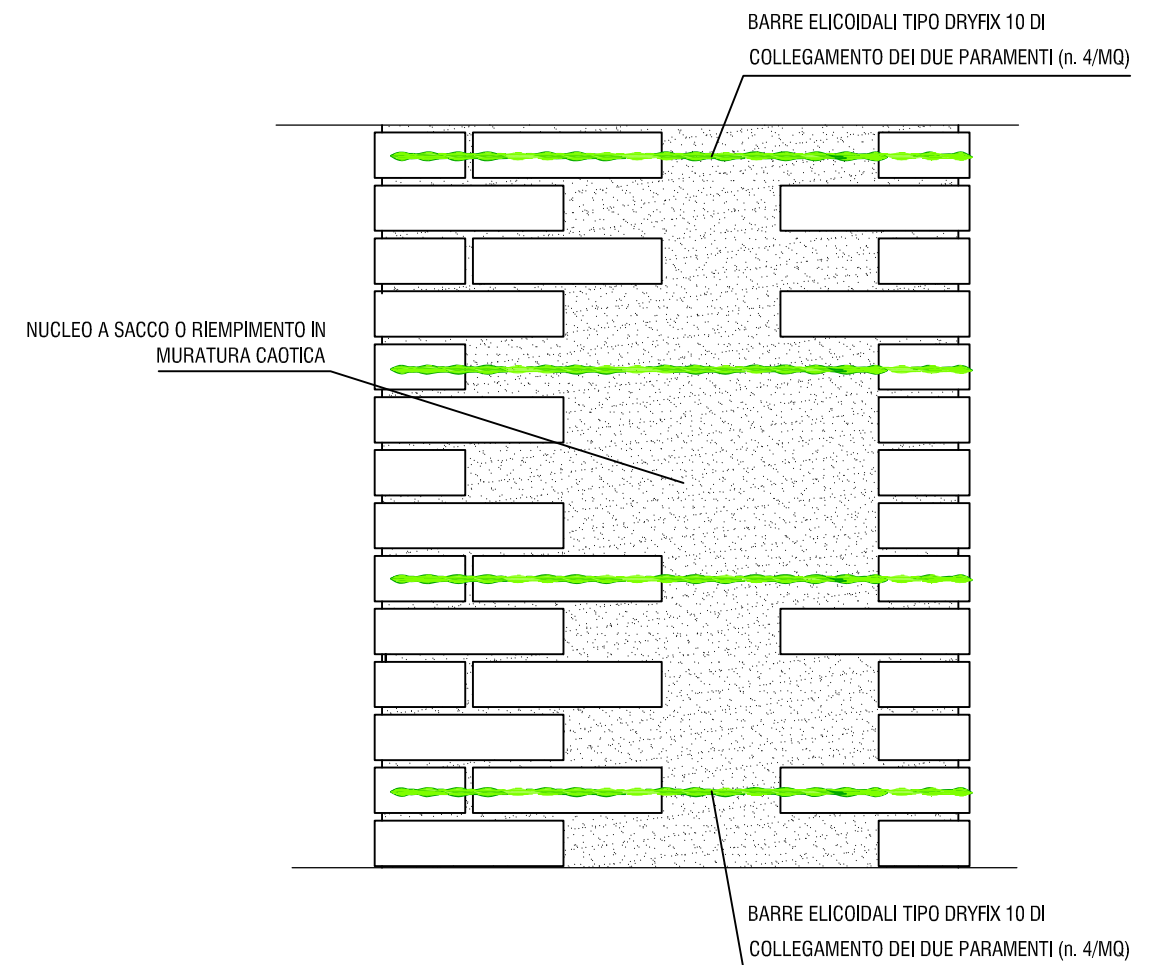 BARRE ELICOIDALI TIPO DRYFIX 10 DI
COLLEGAMENTO DEI DUE PARAMENTI (n. 4/MQ)
NUCLEO A SACCO O RIEMPIMENTO IN
MURATURA CAOTICA
BARRE ELICOIDALI TIPO DRYFIX 10 DI
COLLEGAMENTO DEI DUE PARAMENTI (n. 4/MQ)